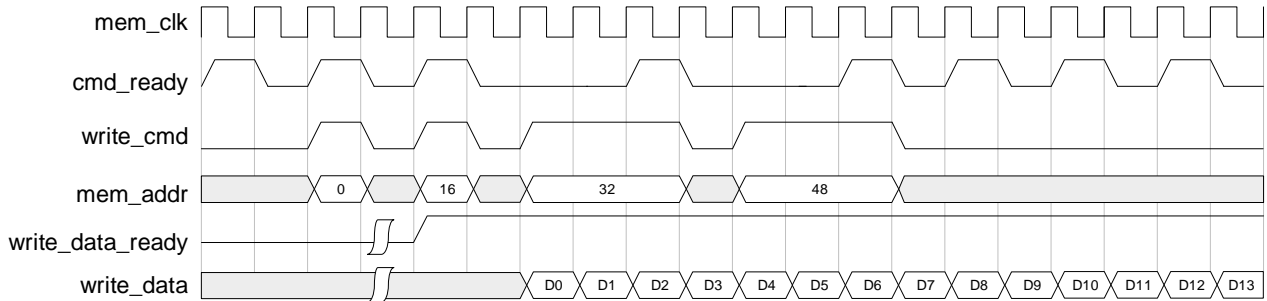 mem_clk
cmd_ready
write_cmd
mem_addr 0 16 32 48
write_data_ready
write_data D0 D1 D2 D3 D4 D5 D6 D7 D8 D9 D10 D11 D12 D13